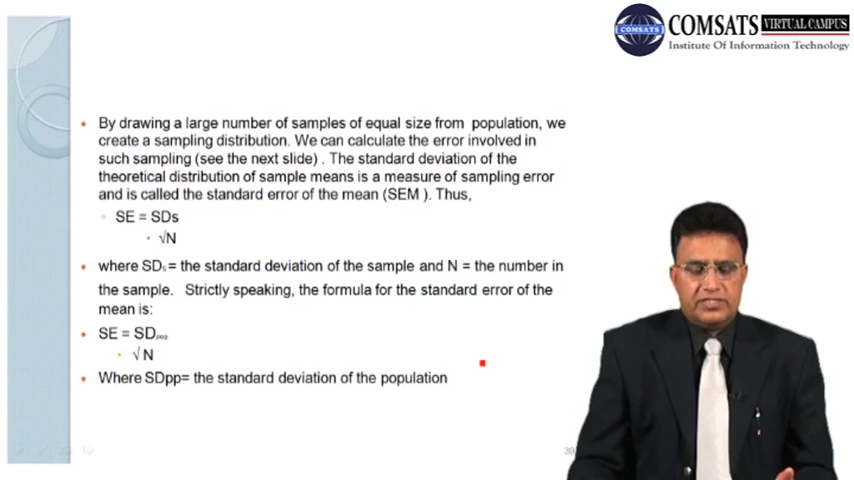 COMSATS VIRTUAL CAMPUS
COMSATS
Institute Of Information Technology
By drawing a large number of samples of equal size from population, we
create a sampling distribution. We can calculate the error involved in
such sampling (see the next slide) . The standard deviation of the
theoretical distribution of sample means is a measure of sampling error
and is called the standard error of the mean (SEM ). Thus,
SE = SDs
√N
where SDs = the standard deviation of the sample and N = the number in
the sample. Strictly speaking, the formula for the standard error of the
mean is:
SE = SDpop
√ N
Where SDpp= the standard deviation of the population
39